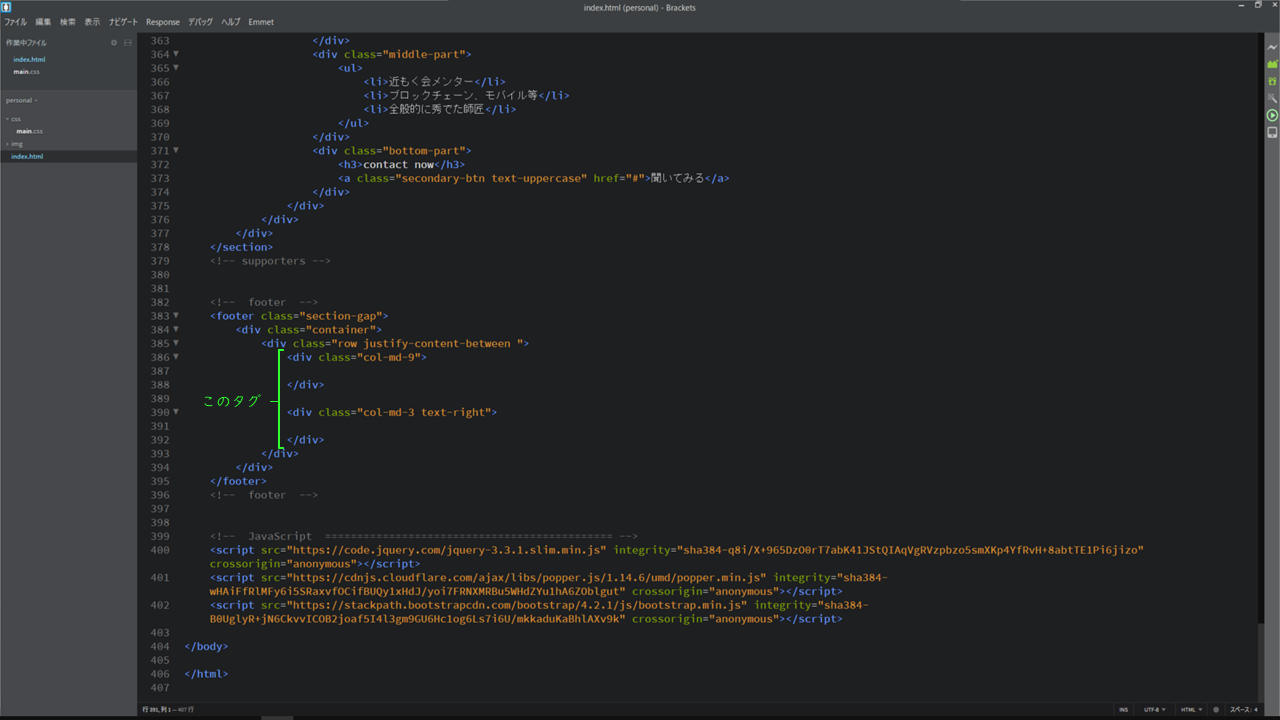 index.html (personal) - Brackets
ファイル 編集 検索 表示 ナビゲート Response デバッグ ヘルプ Emmet
作業中ファイル
index.html
main.css
personal
css
main.css
img
index.html
363 </div>
364 <div class="middle-part">
365 <ul>
366 <li>近もく会メンター</li>
367 <li>ブロックチェーン、モバイル等</li>
368 <li>全般的に秀でた師匠</li>
369 </ul>
370 </div>
371 <div class="bottom-part">
372 <h3>contact now</h3>
373 <a class="secondary-btn text-uppercase" href="#">聞いてみる</a>
374 </div>
375 </div>
376 </div>
377 </div>
378 </section>
379 <!-- supporters -->
380
381
382 <!-- footer -->
383 <footer class="section-gap">
384 <div class="container">
385 <div class="row justify-content-between ">
386 <div class="col-md-9">
387
388 </div>
389
このタグ
390 <div class="col-md-3 text-right">
391
392 </div>
393 </div>
394 </div>
395 </footer>
396 <!-- footer -->
397
398
399 <!-- JavaScript ============================================= -->
400 <script src="https://code.jquery.com/jquery-3.3.1.slim.min.js" integrity="sha384-q8i/X+965DzO0rT7abK41JStQIAqVgRVzpbzo5smXKp4YfRvH+8abtTE1Pi6jizo"
crossorigin="anonymous"></script>
401 <script src="https://cdnjs.cloudflare.com/ajax/libs/popper.js/1.14.6/umd/popper.min.js" integrity="sha384-
wHAiFfRlMFy6i5SRaxvfOCifBUQy1xHdJ/yoi7FRNXMRBu5WHdZYu1hA6ZOblgut" crossorigin="anonymous"></script>
402 <script src="https://stackpath.bootstrapcdn.com/bootstrap/4.2.1/js/bootstrap.min.js" integrity="sha384-
B0UglyR+jN6CkvvICOB2joaf5I4l3gm9GU6Hc1og6Ls7i6U/mkkaduKaBhlAXv9k" crossorigin="anonymous"></script>
403
404 </body>
405
406 </html>
407
行 391, 列 1 — 407 行
INS UTF-8 HTML スペース: 4